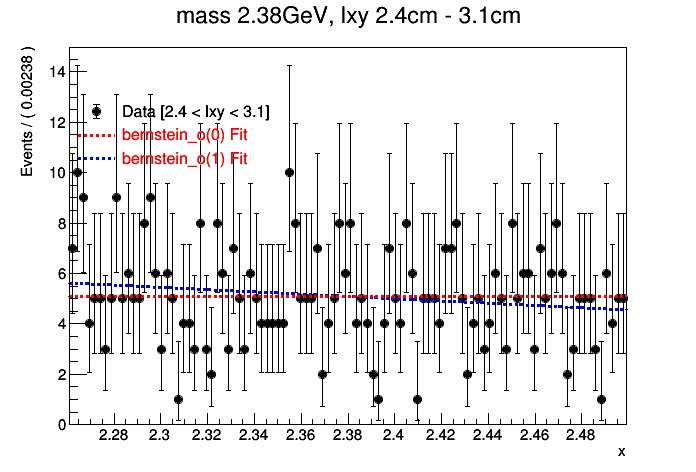 mass 2.38GeV, lxy 2.4cm - 3.1cm
Events / ( 0.00238 )
14
12
10
8
6
4
2
0
Data [2.4 < lxy < 3.1]
bernstein_o(0) Fit
bernstein_o(1) Fit
2.28 2.3 2.32 2.34 2.36 2.38 2.4 2.42 2.44 2.46 2.48
x